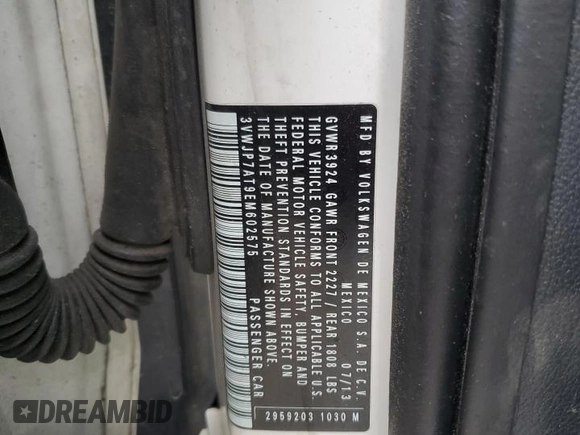 MFD BY VOLKSWAGEN DE MEXICO S.A. DE C.V.
MEXICO 07/13
GVWR 3924 GAWR FRONT 2227 / REAR 1808 LBS
THIS VEHICLE CONFORMS TO ALL APPLICABLE U.S.
FEDERAL MOTOR VEHICLE SAFETY, BUMPER AND
THEFT PREVENTION STANDARDS IN EFFECT ON
THE DATE OF MANUFACTURE SHOWN ABOVE.
3VWJP7AT9EM602575 PASSENGER CAR
2959203 1030 M
RideSafely